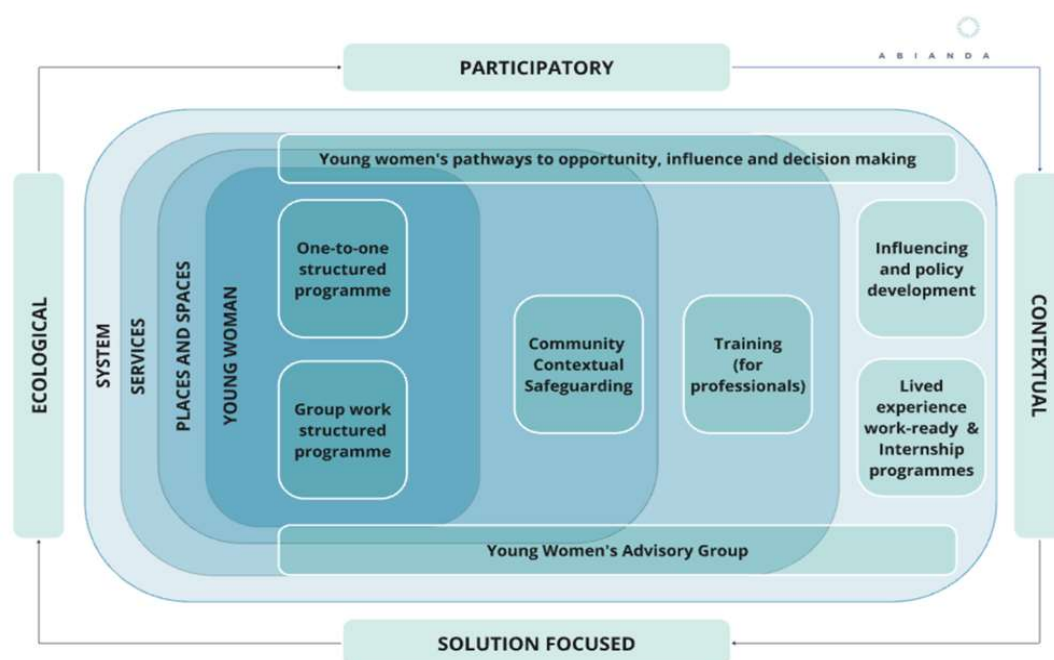 ABIANDA
PARTICIPATORY
ECOLOGICAL
SYSTEM
SERVICES
PLACES AND SPACES
YOUNG WOMAN
Young women's pathways to opportunity, influence and decision making
One-to-one
structured
programme
Group work
structured
programme
Community
Contextual
Safeguarding
Training
(for
professionals)
Influencing
and policy
development
Lived
experience
work-ready &
Internship
programmes
CONTEXTUAL
Young Women's Advisory Group
SOLUTION FOCUSED